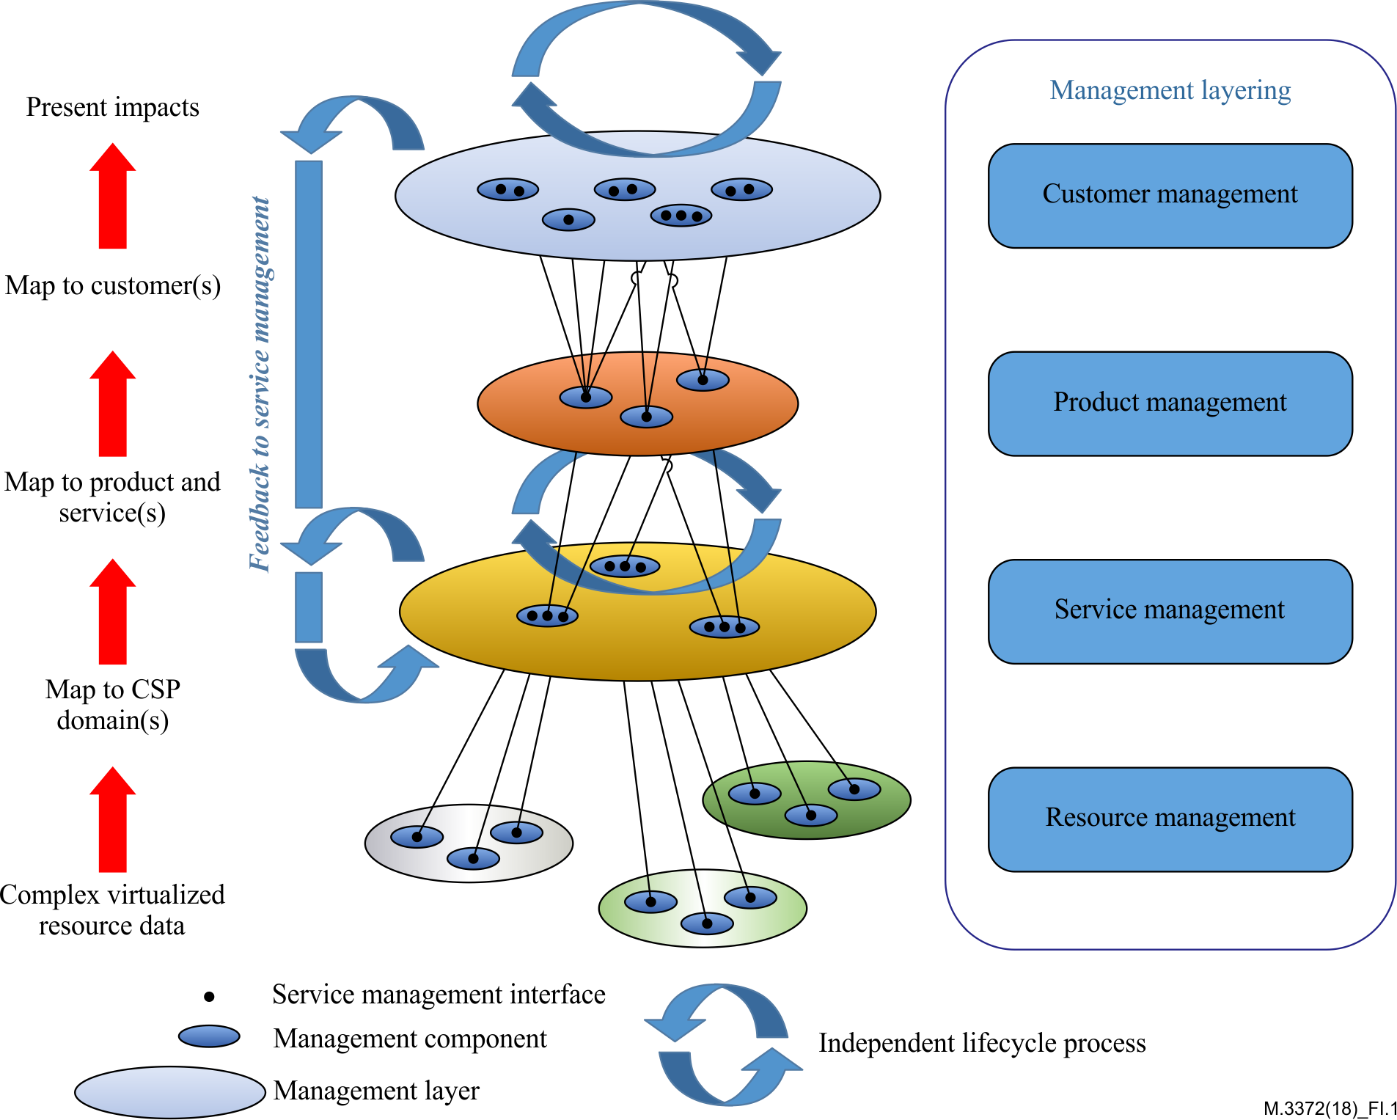 Present impacts
Map to customer(s)
Map to product and
service(s)
Map to CSP
domain(s)
Complex virtualized
resource data
Feedback to service management
Management layering
Customer management
Product management
Service management
Resource management
Service management interface
Management component
Management layer
Independent lifecycle process
M.3372(18)_FI.1